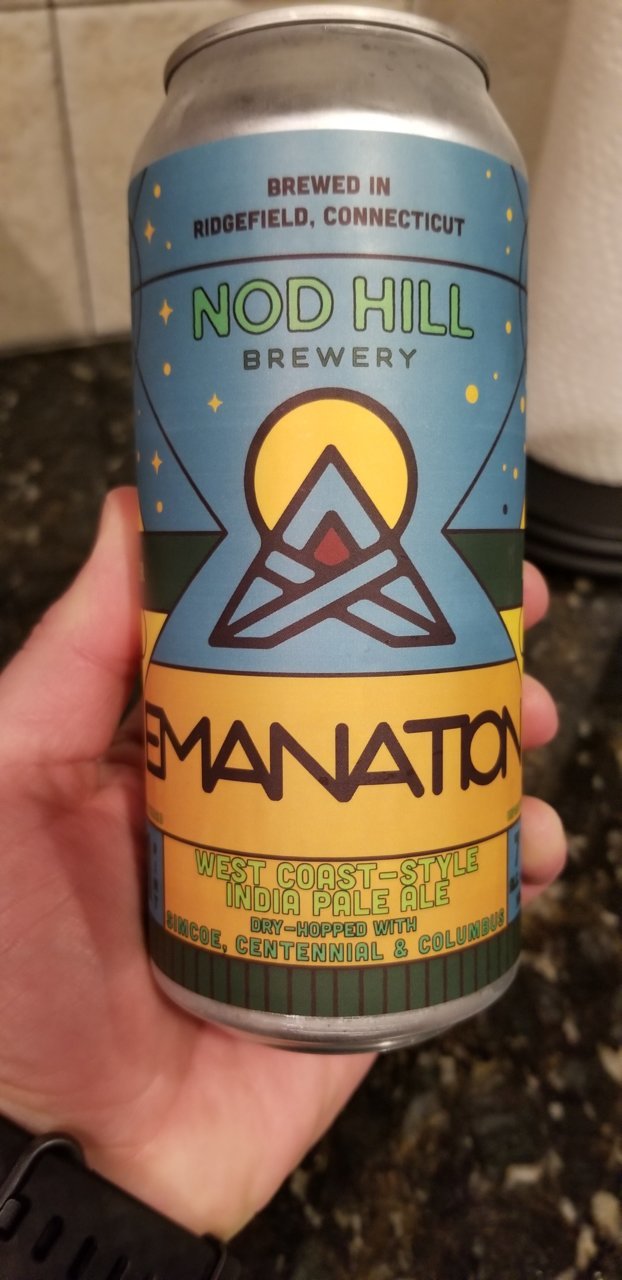 BREWED IN
RIDGEFIELD, CONNECTICUT
NOD HILL
BREWERY
EMANATION
WEST COAST-STYLE
INDIA PALE ALE
DRY-HOPPED WITH
SIMCOE, CENTENNIAL & COLUMBUS